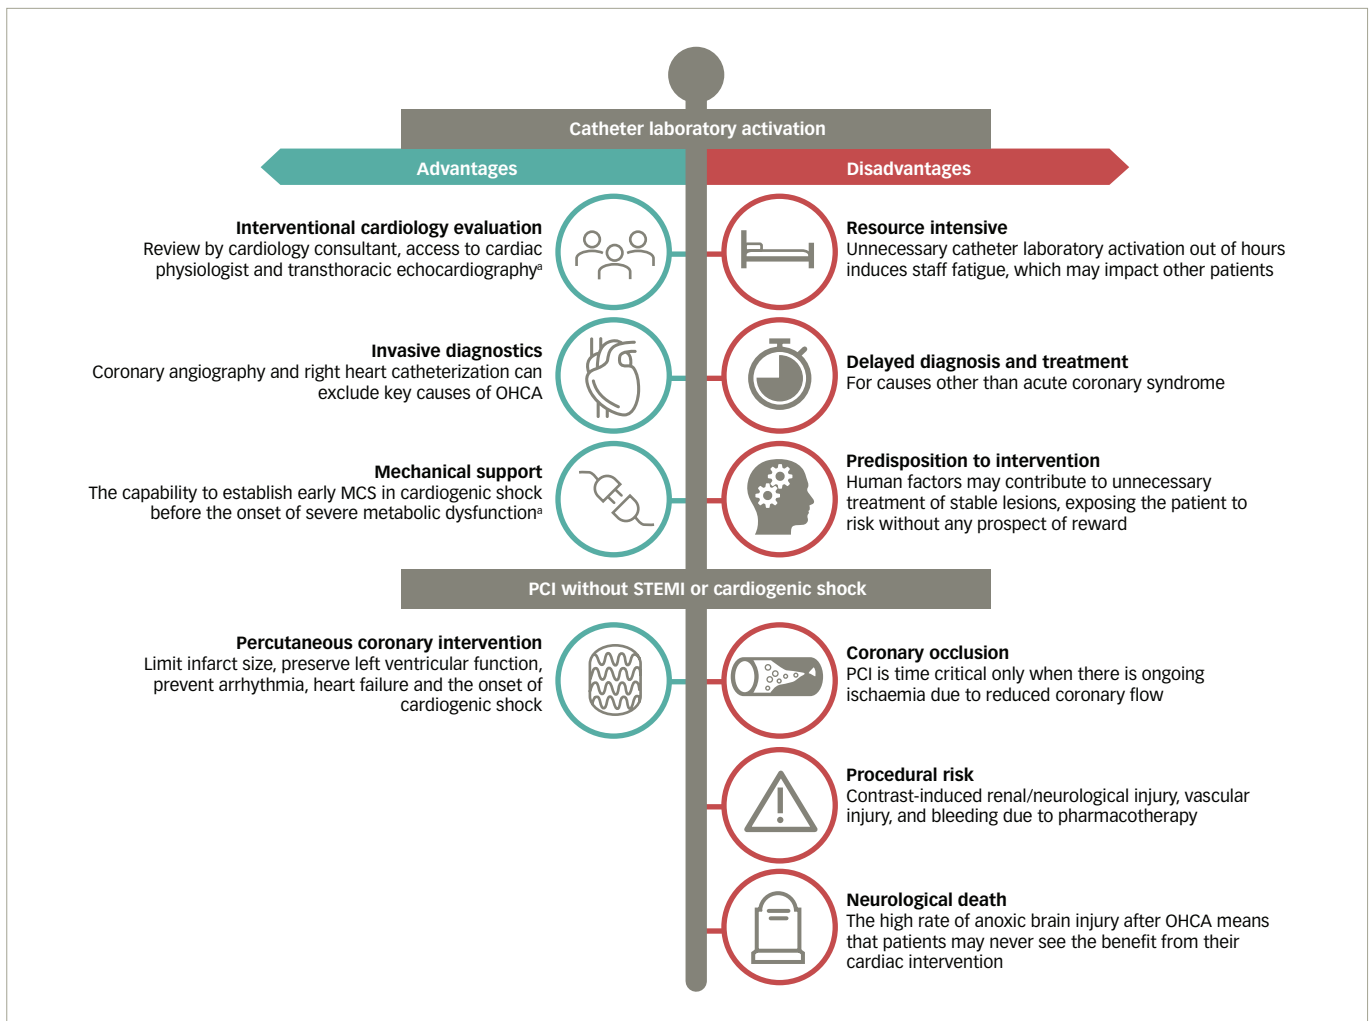 Catheter laboratory activation
Advantages
Disadvantages
Interventional cardiology evaluation
Review by cardiology consultant, access to cardiac
physiologist and transthoracic echocardiographyᵃ
Resource intensive
Unnecessary catheter laboratory activation out of hours
induces staff fatigue, which may impact other patients
Invasive diagnostics
Coronary angiography and right heart catheterization can
exclude key causes of OHCA
Delayed diagnosis and treatment
For causes other than acute coronary syndrome
Mechanical support
The capability to establish early MCS in cardiogenic shock
before the onset of severe metabolic dysfunctionᵃ
Predisposition to intervention
Human factors may contribute to unnecessary
treatment of stable lesions, exposing the patient to
risk without any prospect of reward
PCI without STEMI or cardiogenic shock
Percutaneous coronary intervention
Limit infarct size, preserve left ventricular function,
prevent arrhythmia, heart failure and the onset of
cardiogenic shock
Coronary occlusion
PCI is time critical only when there is ongoing
ischaemia due to reduced coronary flow
Procedural risk
Contrast-induced renal/neurological injury, vascular
injury, and bleeding due to pharmacotherapy
Neurological death
The high rate of anoxic brain injury after OHCA means
that patients may never see the benefit from their
cardiac intervention